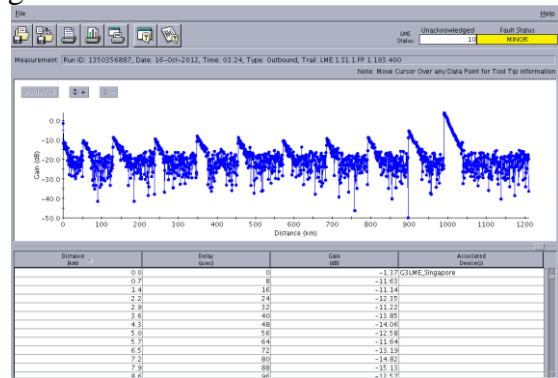 File Help
LMS Status Unacknowledged 10 Fault Status MINOR
Measurement: Run ID: 1350356887, Date: 16-Oct-2012, Time: 03:24, Type: Outbound, Trail: LME 1.51.1.FP 1.193.400
Note: Move Cursor Over any Data Point for Tool Tip information
Gain (dB)
0.0
-10.0
-20.0
-30.0
-40.0
-50.0
0 100 200 300 400 500 600 700 800 900 1000 1100 1200
Distance (km)
Distance (km) Delay (usec) Gain (dB) Associated Device(s)
0.0 0 -1.37 G3LME_Singapore
0.7 8 -11.63
1.4 16 -11.14
2.2 24 -12.35
2.9 32 -11.22
3.6 40 -13.85
4.3 48 -14.06
5.0 56 -12.58
5.7 64 -11.64
6.5 72 -13.19
7.2 80 -14.82
7.9 88 -15.13
8.6 96 -13.57